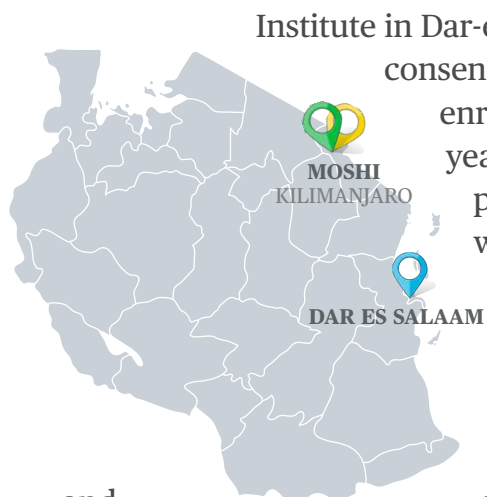 Institute in Dar-e
consen
enr
yea
p
w
MOSHI
KILIMANJARO
DAR ES SALAAM
and